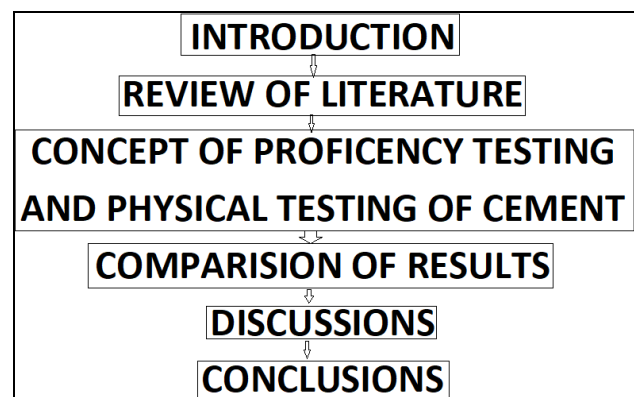 INTRODUCTION
REVIEW OF LITERATURE
CONCEPT OF PROFICENCY TESTING
AND PHYSICAL TESTING OF CEMENT
COMPARISION OF RESULTS
DISCUSSIONS
CONCLUSIONS